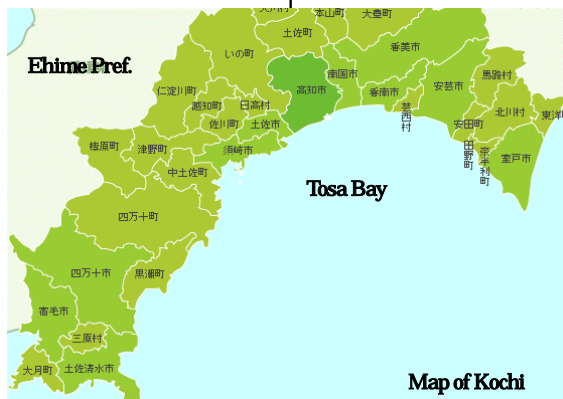 本山町
大豊町
土佐町
香美市
いの町
Ehime Pref.
南国市
馬路村
高知市
安芸市
仁淀川町
香南市
越知町
日高村
芸西村
北川村
東洋町
佐川町
土佐市
安田町
梼原町
津野町
須崎市
田野町
奈半利町
室戸市
中土佐町
Tosa Bay
四万十町
四万十市
黒潮町
宿毛市
三原村
大月町
土佐清水市
Map of Kochi